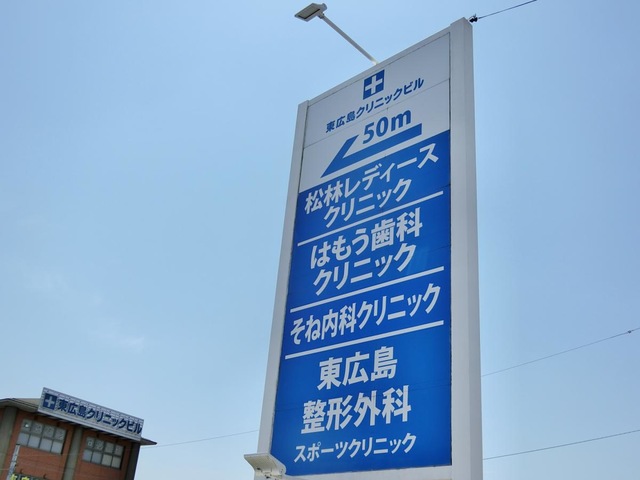 東広島クリニックビル
50m
松林レディース
クリニック
はもう歯科
クリニック
そね内科クリニック
東広島
整形外科
スポーツクリニック
東広島クリニックビル